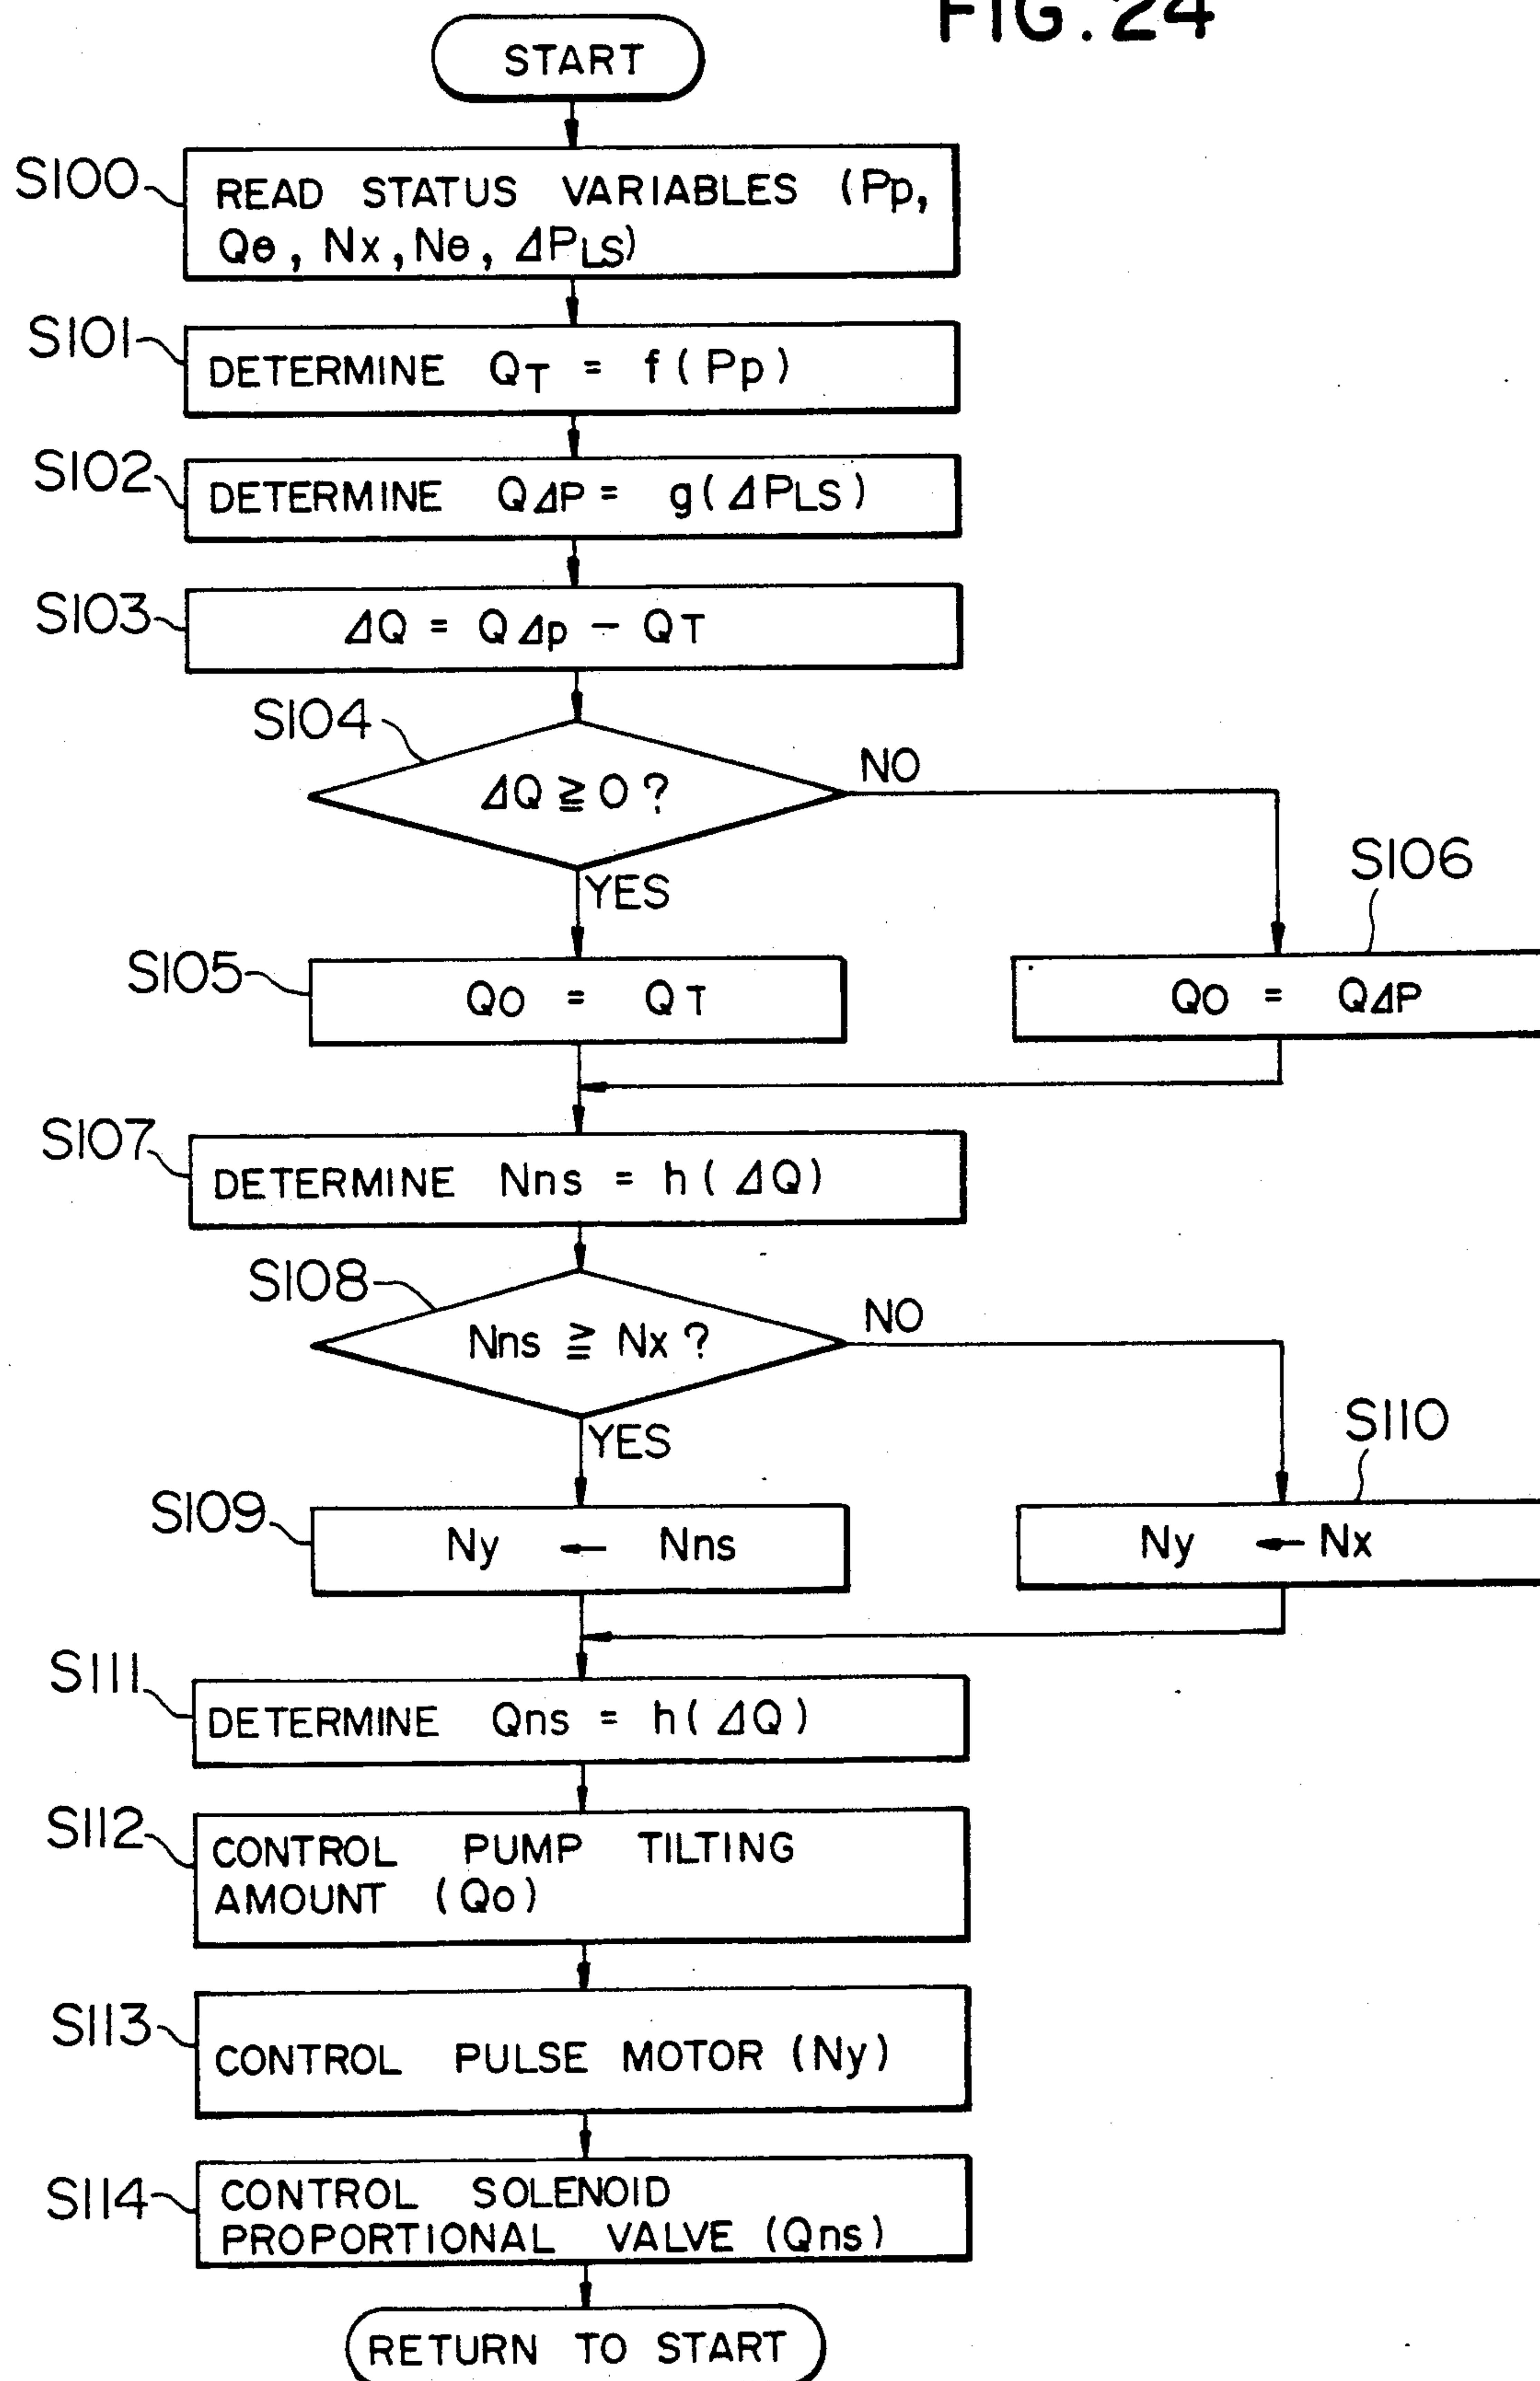 FIG. 24
START
S100
READ STATUS VARIABLES (Pp,
Qθ, Nx, Ne, ΔPLS)
S101
DETERMINE QT = f(Pp)
S102
DETERMINE QΔP = g(ΔPLS)
S103
ΔQ = QΔp - QT
S104
ΔQ ≧ 0 ?
NO
YES
S105
Qo = QT
S106
Qo = QΔP
S107
DETERMINE Nns = h(ΔQ)
S108
Nns ≧ Nx ?
NO
YES
S109
Ny ← Nns
S110
Ny ← Nx
S111
DETERMINE Qns = h(ΔQ)
S112
CONTROL PUMP TILTING
AMOUNT (Qo)
S113
CONTROL PULSE MOTOR (Ny)
S114
CONTROL SOLENOID
PROPORTIONAL VALVE (Qns)
RETURN TO START